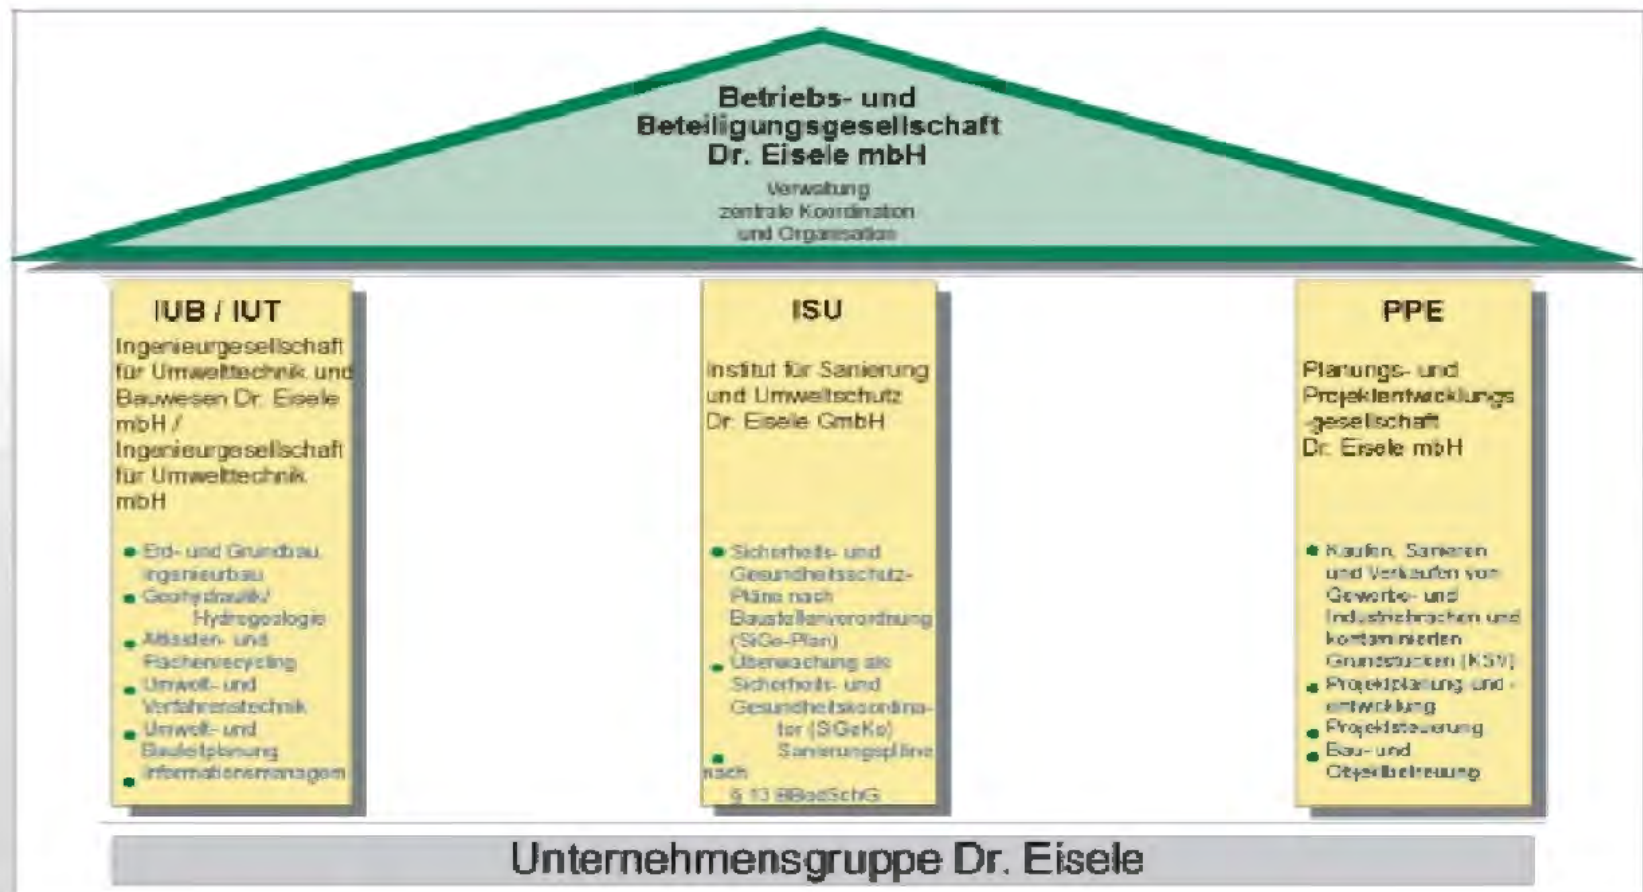 Betriebs- und
Beteiligungsgesellschaft
Dr. Eisele mbH
Verwaltung
zentrale Koordination
und Organisation
IUB / IUT
Ingenieurgesellschaft
für Umwelttechnik und
Bauwesen Dr. Eisele
mbH /
Ingenieurgesellschaft
für Umwelttechnik
mbH
Erd- und Grundbau,
Ingenieurbau
Geohydraulik/
Hydrogeologie
Altlasten- und
Flächenrecycling
Umwelt- und
Verfahrenstechnik
Umwelt- und
Bauleitplanung
Informationsmanagem
ISU
Institut für Sanierung
und Umweltschutz
Dr. Eisele GmbH
Sicherheits- und
Gesundheitsschutz-
Pläne nach
Baustellenverordnung
(SiGe-Plan)
Überwachung als
Sicherheits- und
Gesundheitskoordina-
tor (SiGeKo)
Sanierungspläne
nach
§ 13 BBodSchG
PPE
Planungs- und
Projektentwicklungs
-gesellschaft
Dr. Eisele mbH
Kaufen, Sanieren
und Verkaufen von
Gewerbe- und
Industriebrachen und
kontaminierten
Grundstücken (KSV)
Projektplanung und -
entwicklung
Projektsteuerung
Bau- und
Objektbetreuung
Unternehmensgruppe Dr. Eisele